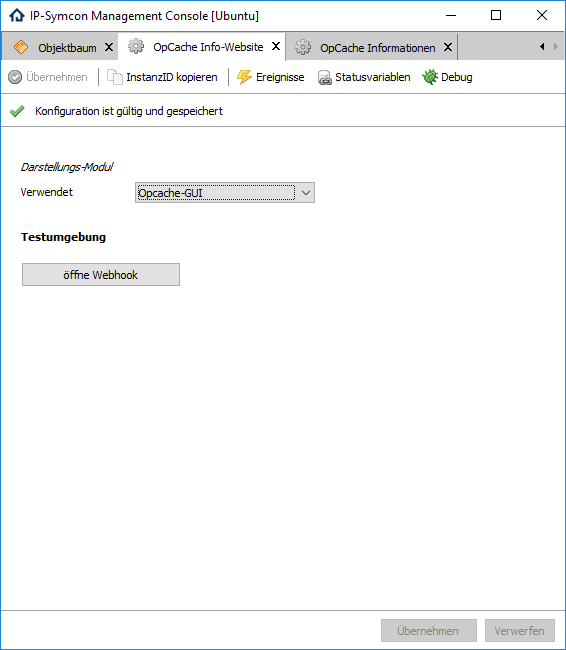 IP-Symcon Management Console [Ubuntu]
Objektbaum OpCache Info-Website OpCache Informationen
Übernehmen InstanzID kopieren Ereignisse Statusvariablen Debug
Konfiguration ist gültig und gespeichert
Darstellungs-Modul
Verwendet Opcache-GUI
Testumgebung
öffne Webhook
Übernehmen Verwerfen